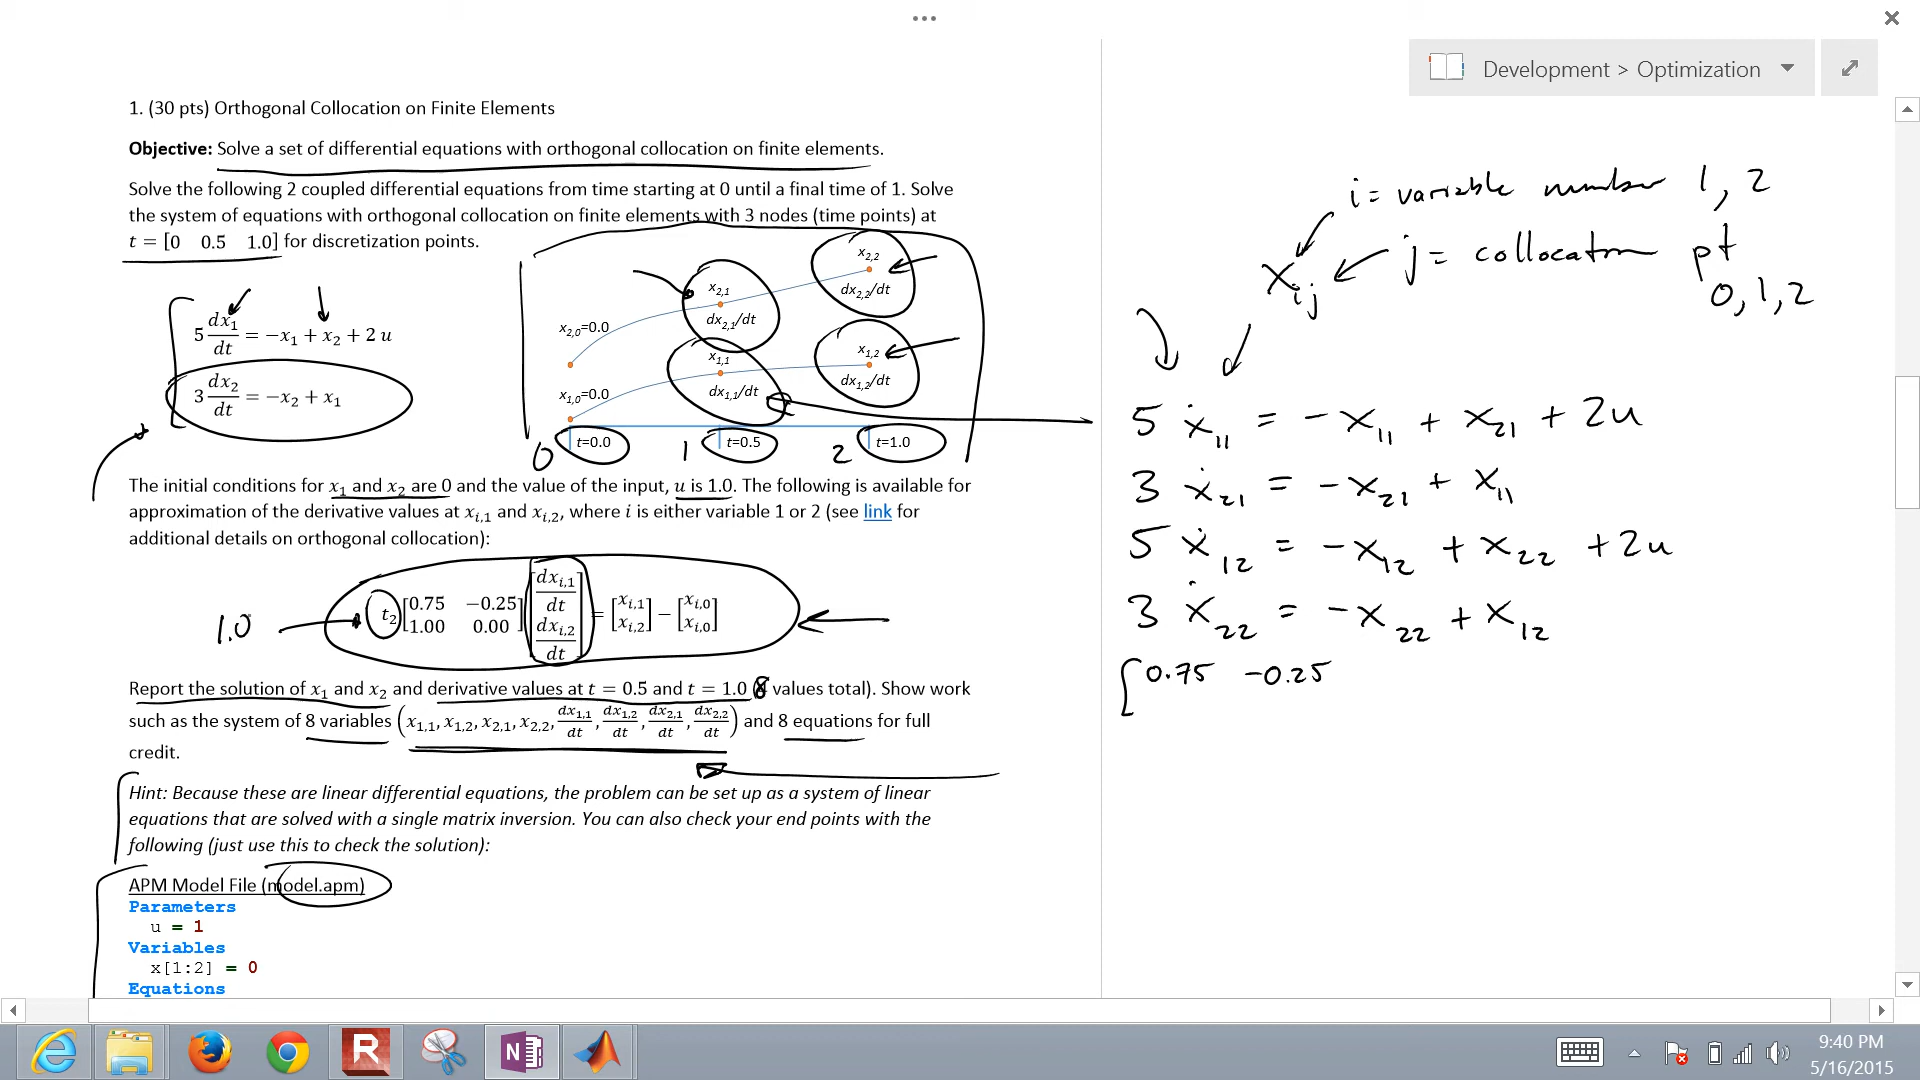 Development > Optimization
1. (30 pts) Orthogonal Collocation on Finite Elements
Objective: Solve a set of differential equations with orthogonal collocation on finite elements.
Solve the following 2 coupled differential equations from time starting at 0 until a final time of 1. Solve
the system of equations with orthogonal collocation on finite elements with 3 nodes (time points) at
t = [0 0.5 1.0] for discretization points.
5 dx₁/dt = −x₁ + x₂ + 2 u
3 dx₂/dt = −x₂ + x₁
x2,2
dx2,2/dt
x2,1
dx2,1/dt
x2,0=0.0
x1,2
dx1,2/dt
x1,1
dx1,1/dt
x1,0=0.0
0 t=0.0 1 t=0.5 2 t=1.0
The initial conditions for x₁ and x₂ are 0 and the value of the input, u is 1.0. The following is available for
approximation of the derivative values at xi,1 and xi,2, where i is either variable 1 or 2 (see link for
additional details on orthogonal collocation):
1.0
t₂ [0.75 −0.25; 1.00 0.00] [dxi,1/dt; dxi,2/dt] = [xi,1; xi,2] − [xi,0; xi,0]
Report the solution of x₁ and x₂ and derivative values at t = 0.5 and t = 1.0 (8 values total). Show work
such as the system of 8 variables (x1,1, x1,2, x2,1, x2,2, dx1,1/dt, dx1,2/dt, dx2,1/dt, dx2,2/dt) and 8 equations for full
credit.
Hint: Because these are linear differential equations, the problem can be set up as a system of linear
equations that are solved with a single matrix inversion. You can also check your end points with the
following (just use this to check the solution):
APM Model File (model.apm)
Parameters
u = 1
Variables
x[1:2] = 0
Equations
i = variable number 1, 2
xij
j = collocation pt
0, 1, 2
5 ẋ11 = -x11 + x21 + 2u
3 ẋ21 = -x21 + x11
5 ẋ12 = -x12 + x22 + 2u
3 ẋ22 = -x22 + x12
[0.75 -0.25
9:40 PM
5/16/2015